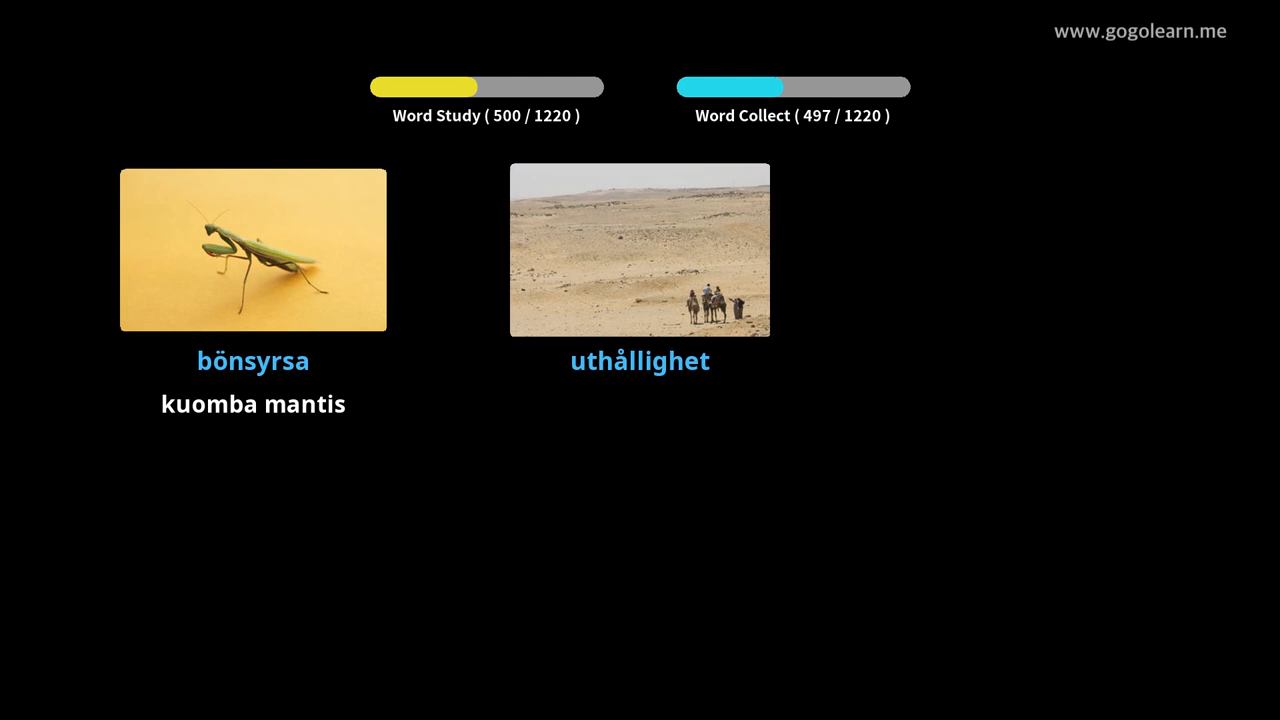 www.gogolearn.me
Word Study ( 500 / 1220 )
Word Collect ( 497 / 1220 )
bönsyrsa
uthållighet
kuomba mantis